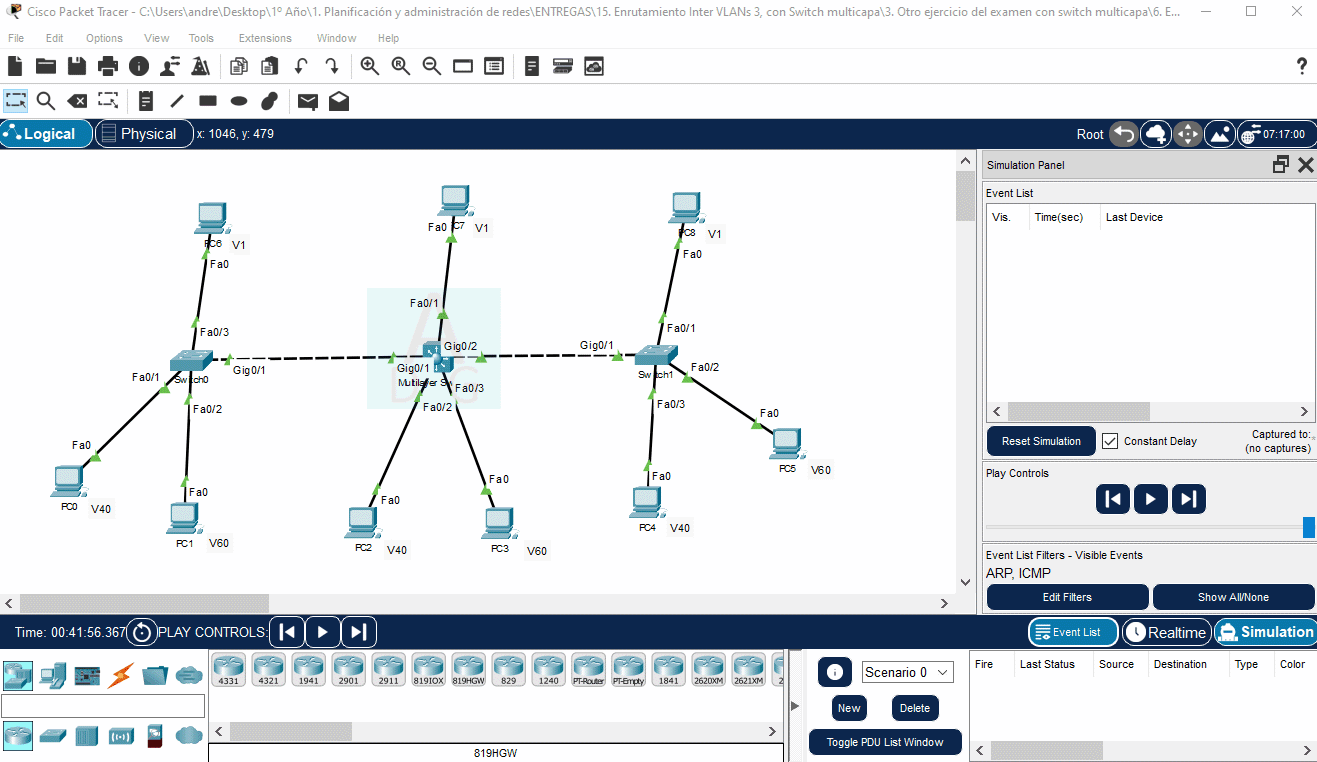 Cisco Packet Tracer - C:\Users\andre\Desktop\1º Año\1. Planificación y administración de redes\ENTREGAS\15. Enrutamiento Inter VLANs 3, con Switch multicapa\3. Otro ejercicio del examen con switch multicapa\6. E...
File Edit Options View Tools Extensions Window Help
Logical Physical x: 1046, y: 479 Root 07:17:00
Simulation Panel
Event List
Vis. Time(sec) Last Device
PC6 V1
Fa0
Fa0/3
Fa0 PC7 V1
Fa0/1
PC8 V1
Fa0
Fa0/1
Switch0
Gig0/1
Fa0/1
Fa0/2
Gig0/2
Gig0/1
Multilayer Sw
Fa0/3
Fa0/2
Gig0/1
Switch1
Fa0/2
Fa0/3
Fa0
PC0 V40
Fa0
PC1 V60
Fa0
PC2 V40
Fa0
PC3 V60
Fa0
PC4 V40
Fa0
PC5 V60
Reset Simulation Constant Delay Captured to:
(no captures)
Play Controls
Event List Filters - Visible Events
ARP, ICMP
Edit Filters Show All/None
Time: 00:41:56.367 PLAY CONTROLS: Event List Realtime Simulation
4331 4321 1941 2901 2911 819IOX 819HGW 829 1240 PT-Router PT-Empty 1841 2620XM 2621XM 2
819HGW
Scenario 0
New Delete
Toggle PDU List Window
Fire Last Status Source Destination Type Color